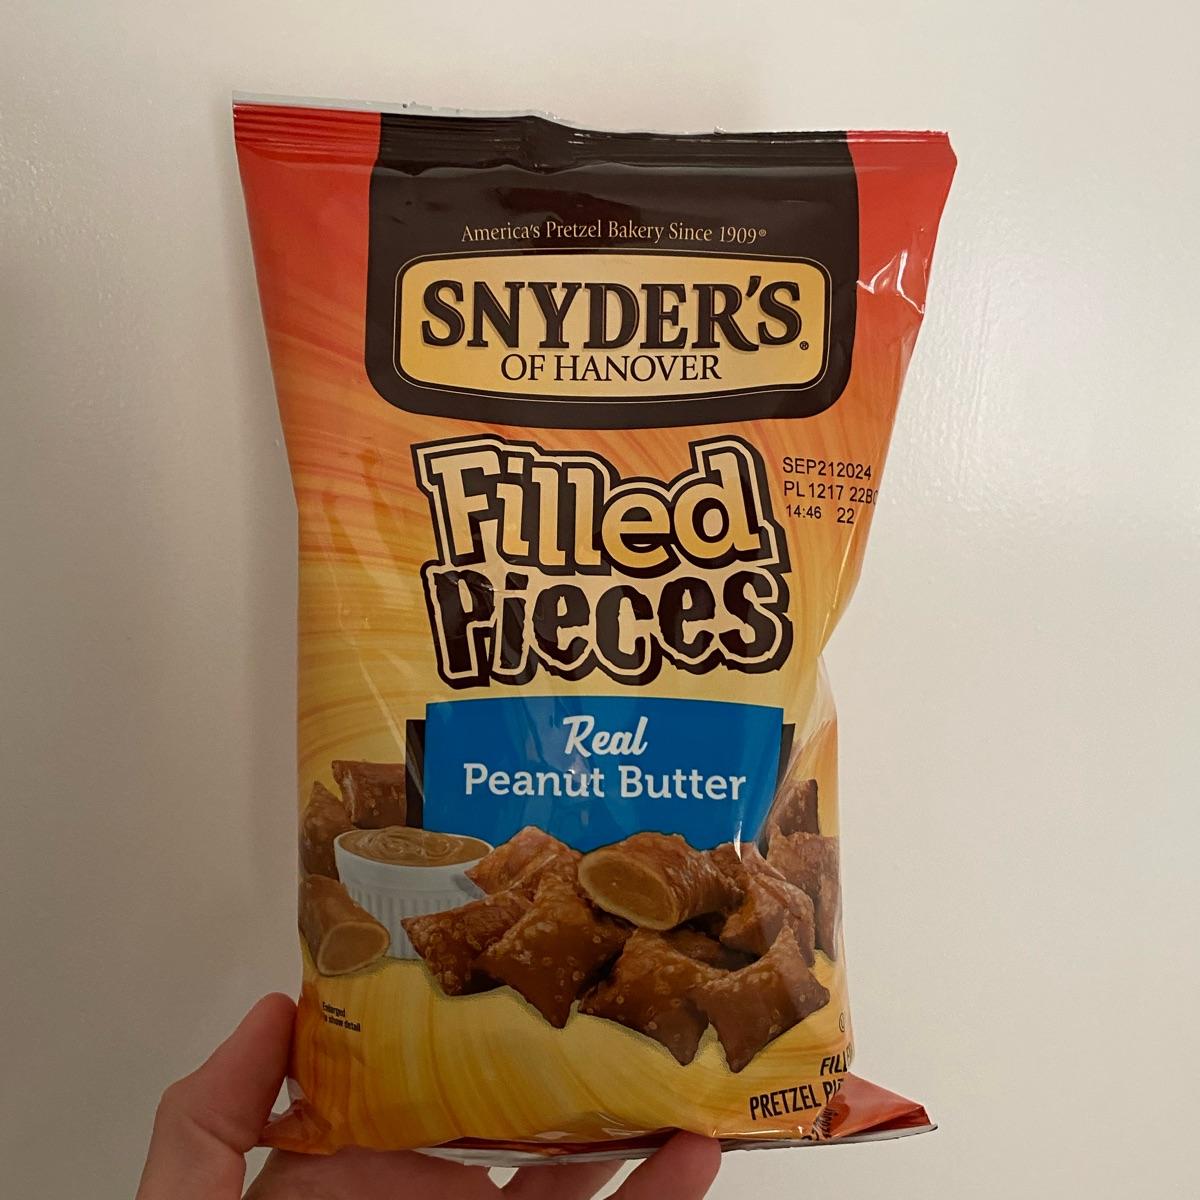 America's Pretzel Bakery Since 1909®
SNYDER'S®
OF HANOVER
Filled
Pieces
SEP212024
PL1217 22
14:46 22
Real
Peanut Butter
Enlarged
to show detail
PRETZEL